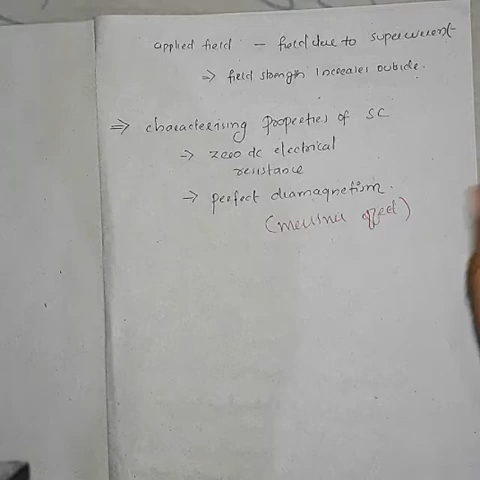 applied field – field due to supercurrent
⇒ field strength increases outside.
⇒ characterising properties of SC
→ zero dc electrical
resistance
→ perfect diamagnetism.
(meissner effect)